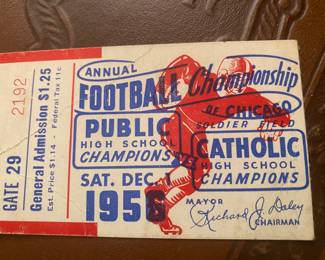 GATE 29
General Admission $1.25
Est. Price $1.14 - Federal Tax 11c
2192
ANNUAL
FOOTBALL Championship
OF CHICAGO
SOLDIER FIELD
PUBLIC
HIGH SCHOOL
CHAMPIONS
VS
CATHOLIC
HIGH SCHOOL
CHAMPIONS
SAT. DEC. 1
1956
MAYOR
Richard J. Daley
CHAIRMAN